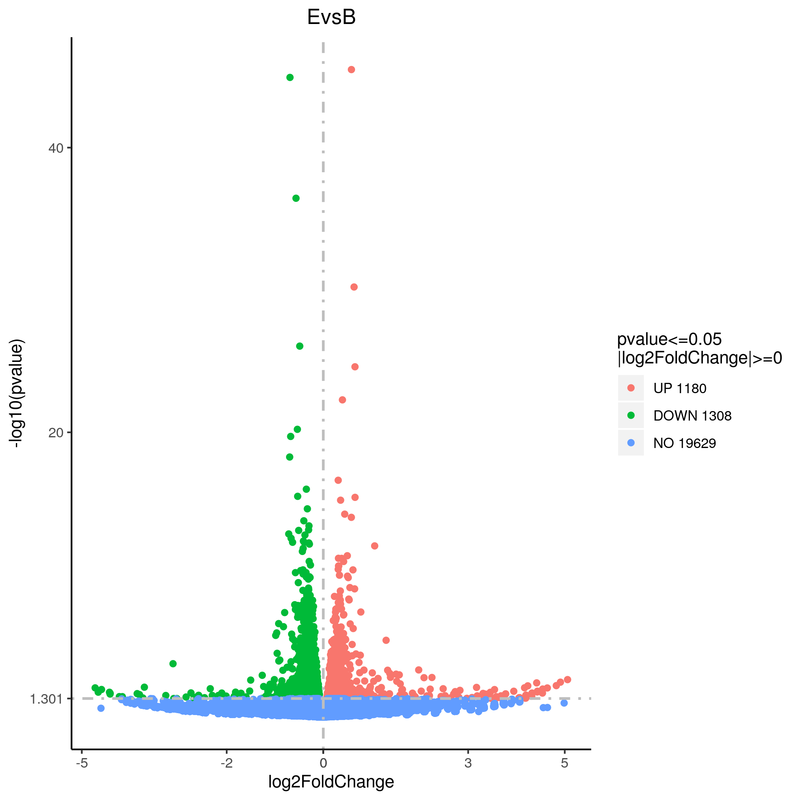 EvsB
40
20
1.301
-log10(pvalue)
-5
-2
0
3
5
log2FoldChange
pvalue<=0.05
|log2FoldChange|>=0
UP 1180
DOWN 1308
NO 19629